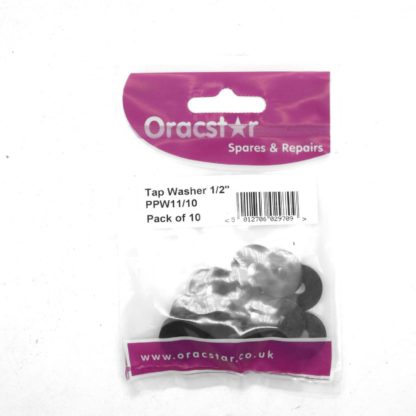 Oracstar
Spares & Repairs
Tap Washer 1/2"
PPW11/10
Pack of 10
<5 012706 029709 >
www.oracstar.co.uk